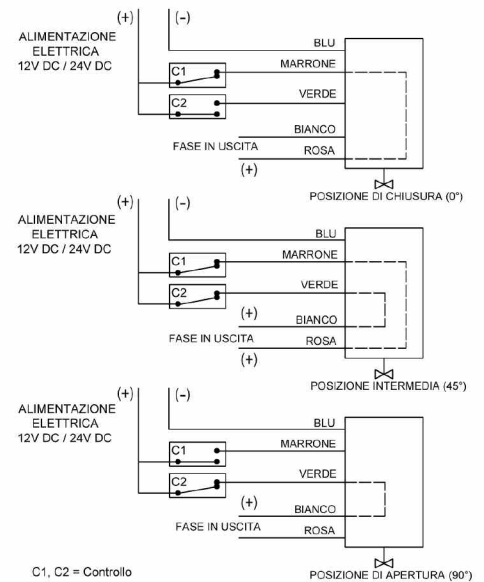 (+) (-)
ALIMENTAZIONE
ELETTRICA
12V DC / 24V DC
BLU
C1
MARRONE
C2
VERDE
BIANCO
FASE IN USCITA
ROSA
(+)
POSIZIONE DI CHIUSURA (0°)
(+) (-)
ALIMENTAZIONE
ELETTRICA
12V DC / 24V DC
BLU
C1
MARRONE
C2
VERDE
(+)
BIANCO
FASE IN USCITA
ROSA
(+)
POSIZIONE INTERMEDIA (45°)
(+) (-)
ALIMENTAZIONE
ELETTRICA
12V DC / 24V DC
BLU
C1
MARRONE
C2
VERDE
(+)
BIANCO
FASE IN USCITA
ROSA
C1, C2 = Controllo
POSIZIONE DI APERTURA (90°)